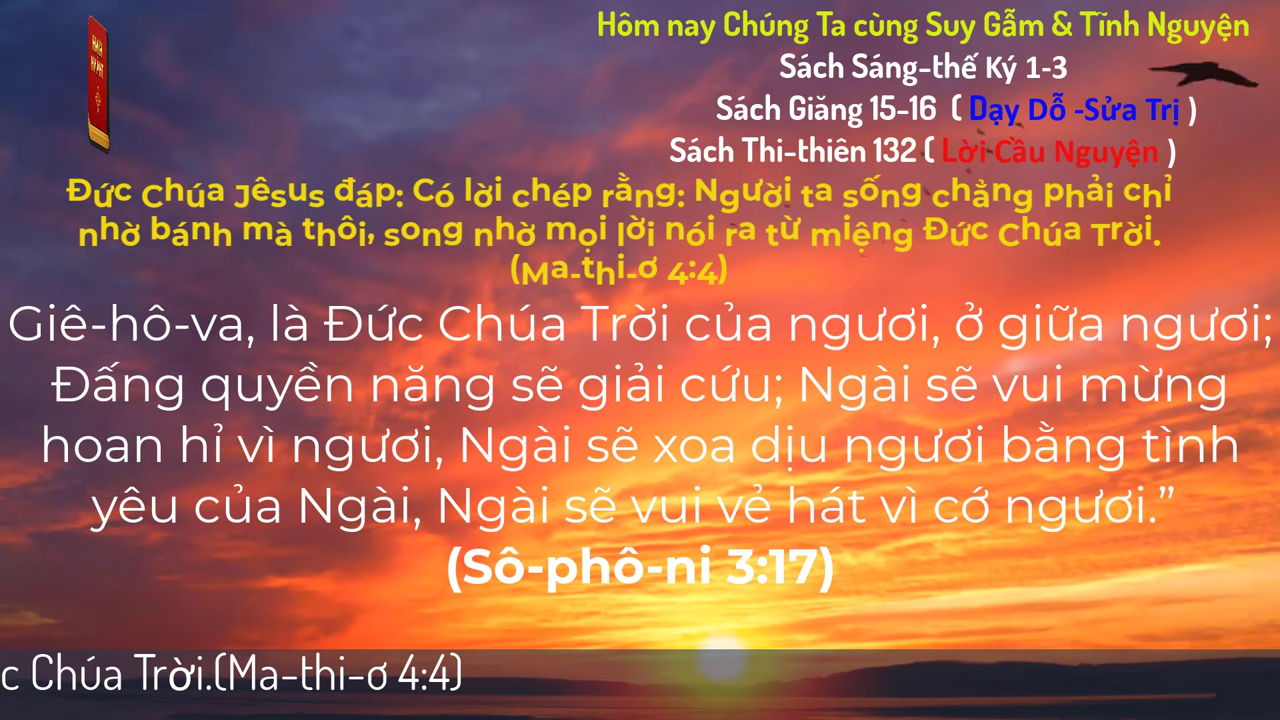 Hôm nay Chúng Ta cùng Suy Gẫm & Tĩnh Nguyện
Sách Sáng-thế Ký 1-3
Sách Giăng 15-16 ( Dạy Dỗ -Sửa Trị )
Sách Thi-thiên 132 ( Lời Cầu Nguyện )
Đức Chúa Jêsus đáp: Có lời chép rằng: Người ta sống chẳng phải chỉ
nhờ bánh mà thôi, song nhờ mọi lời nói ra từ miệng Đức Chúa Trời.
(Ma-thi-ơ 4:4)
Giê-hô-va, là Đức Chúa Trời của ngươi, ở giữa ngươi;
Đấng quyền năng sẽ giải cứu; Ngài sẽ vui mừng
hoan hỉ vì ngươi, Ngài sẽ xoa dịu ngươi bằng tình
yêu của Ngài, Ngài sẽ vui vẻ hát vì cớ ngươi.”
(Sô-phô-ni 3:17)
c Chúa Trời.(Ma-thi-ơ 4:4)